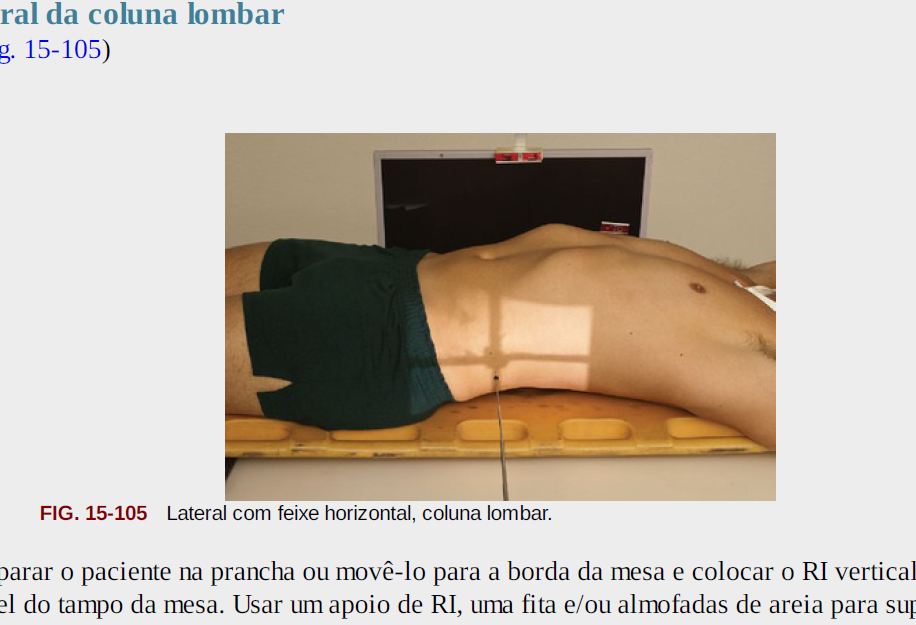 ral da coluna lombar
g. 15-105)
FIG. 15-105 Lateral com feixe horizontal, coluna lombar.
parar o paciente na prancha ou movê-lo para a borda da mesa e colocar o RI vertical
el do tampo da mesa. Usar um apoio de RI, uma fita e/ou almofadas de areia para sup